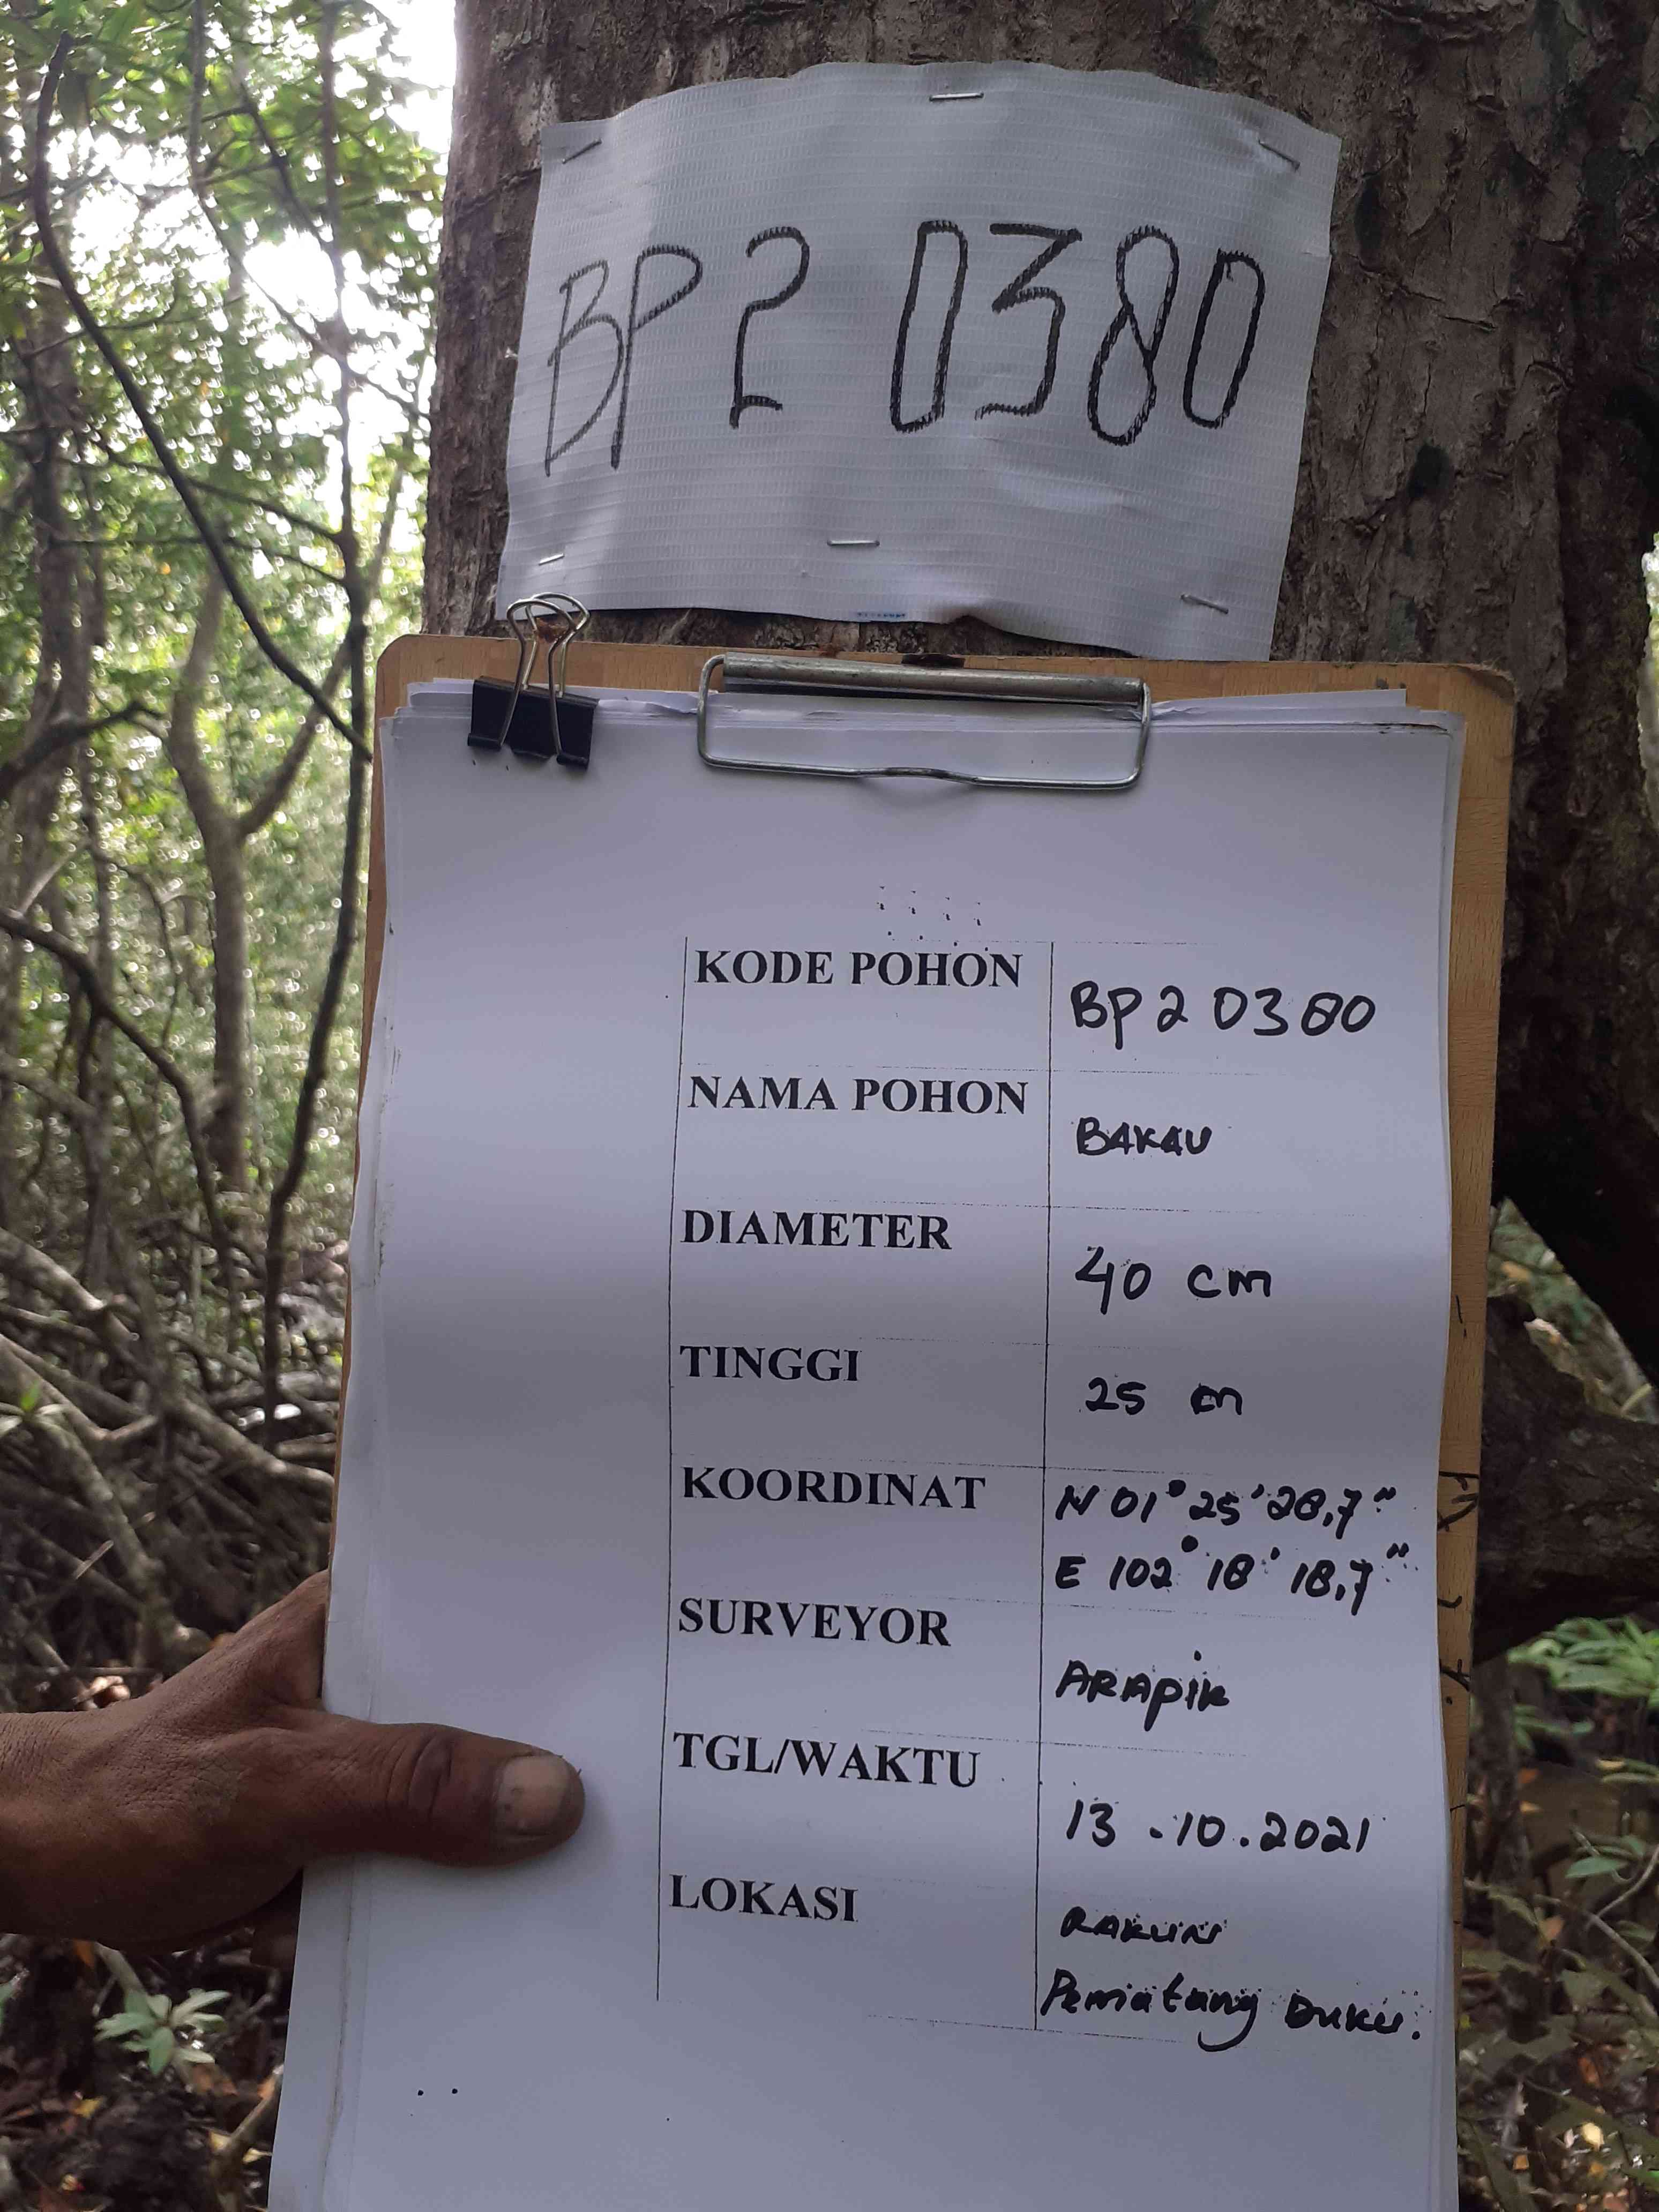 BP2 0380
KODE POHON BP2 0380
NAMA POHON BAKAU
DIAMETER 40 cm
TINGGI 25 m
KOORDINAT N 01° 25' 28,7"
E 102° 18' 18,7"
SURVEYOR ARAPIK
TGL/WAKTU 13.10.2021
LOKASI RAKUN
Pematang Duku.